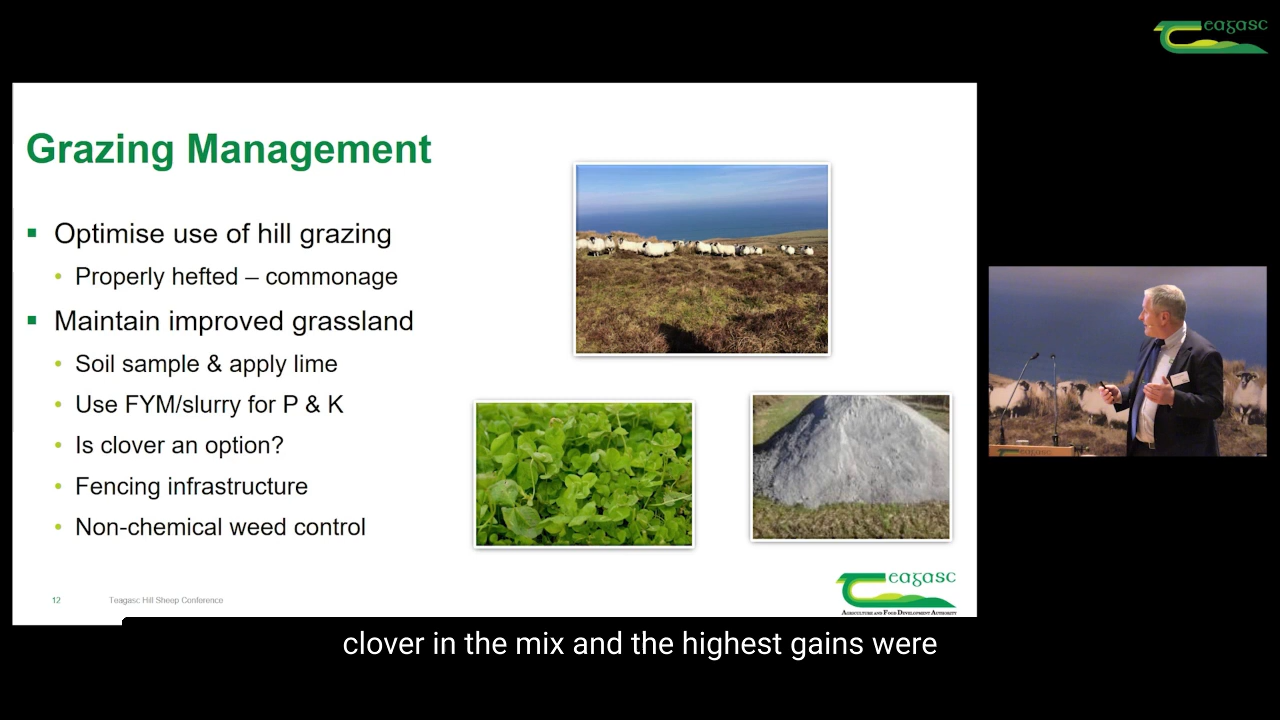 Teagasc
Grazing Management
Optimise use of hill grazing
Properly hefted – commonage
Maintain improved grassland
Soil sample & apply lime
Use FYM/slurry for P & K
Is clover an option?
Fencing infrastructure
Non-chemical weed control
12
Teagasc Hill Sheep Conference
Teagasc
AGRICULTURE AND FOOD DEVELOPMENT AUTHORITY
clover in the mix and the highest gains were